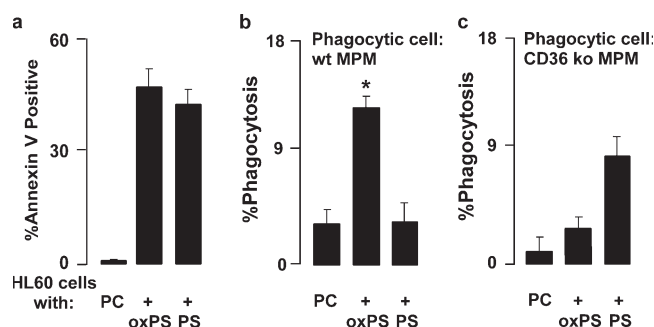 a
60
30
0
%Annexin V Positive
HL60 cells
with:
PC
+
oxPS
+
PS
b
18
9
0
%Phagocytosis
Phagocytic cell:
wt MPM
*
PC
+
oxPS
+
PS
c
18
9
0
%Phagocytosis
Phagocytic cell:
CD36 ko MPM
PC
+
oxPS
+
PS